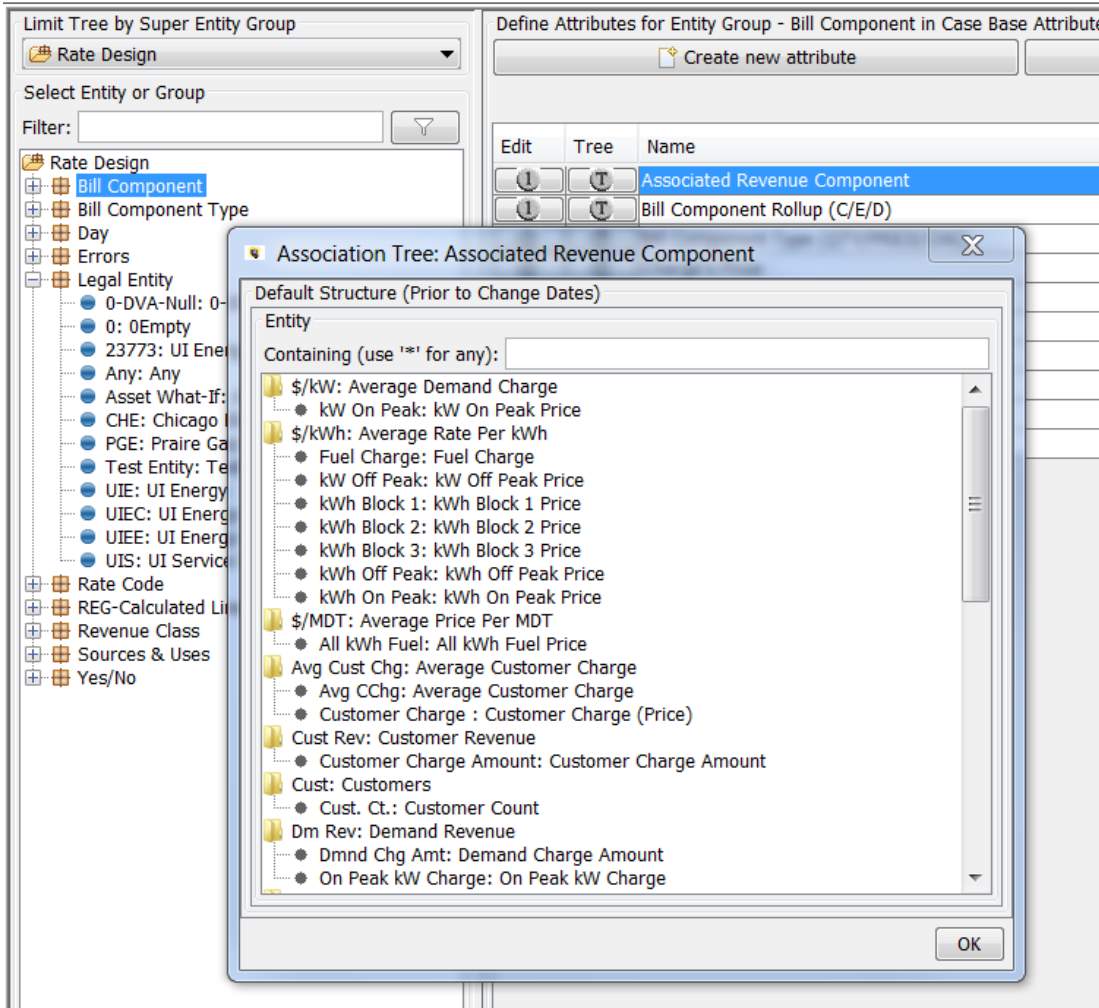 Limit Tree by Super Entity Group
Rate Design
Select Entity or Group
Filter:
Rate Design
Bill Component
Bill Component Type
Day
Errors
Legal Entity
0-DVA-Null: 0-
0: 0Empty
23773: UI Ener
Any: Any
Asset What-If:
CHE: Chicago
PGE: Praire Ga
Test Entity: Te
UIE: UI Energy
UIEC: UI Energ
UIEE: UI Energ
UIS: UI Service
Rate Code
REG-Calculated Li
Revenue Class
Sources & Uses
Yes/No
Define Attributes for Entity Group - Bill Component in Case Base Attribute
Create new attribute
Edit Tree Name
1 T Associated Revenue Component
1 T Bill Component Rollup (C/E/D)
Association Tree: Associated Revenue Component
Default Structure (Prior to Change Dates)
Entity
Containing (use '*' for any):
$/kW: Average Demand Charge
kW On Peak: kW On Peak Price
$/kWh: Average Rate Per kWh
Fuel Charge: Fuel Charge
kW Off Peak: kW Off Peak Price
kWh Block 1: kWh Block 1 Price
kWh Block 2: kWh Block 2 Price
kWh Block 3: kWh Block 3 Price
kWh Off Peak: kWh Off Peak Price
kWh On Peak: kWh On Peak Price
$/MDT: Average Price Per MDT
All kWh Fuel: All kWh Fuel Price
Avg Cust Chg: Average Customer Charge
Avg CChg: Average Customer Charge
Customer Charge : Customer Charge (Price)
Cust Rev: Customer Revenue
Customer Charge Amount: Customer Charge Amount
Cust: Customers
Cust. Ct.: Customer Count
Dm Rev: Demand Revenue
Dmnd Chg Amt: Demand Charge Amount
On Peak kW Charge: On Peak kW Charge
OK